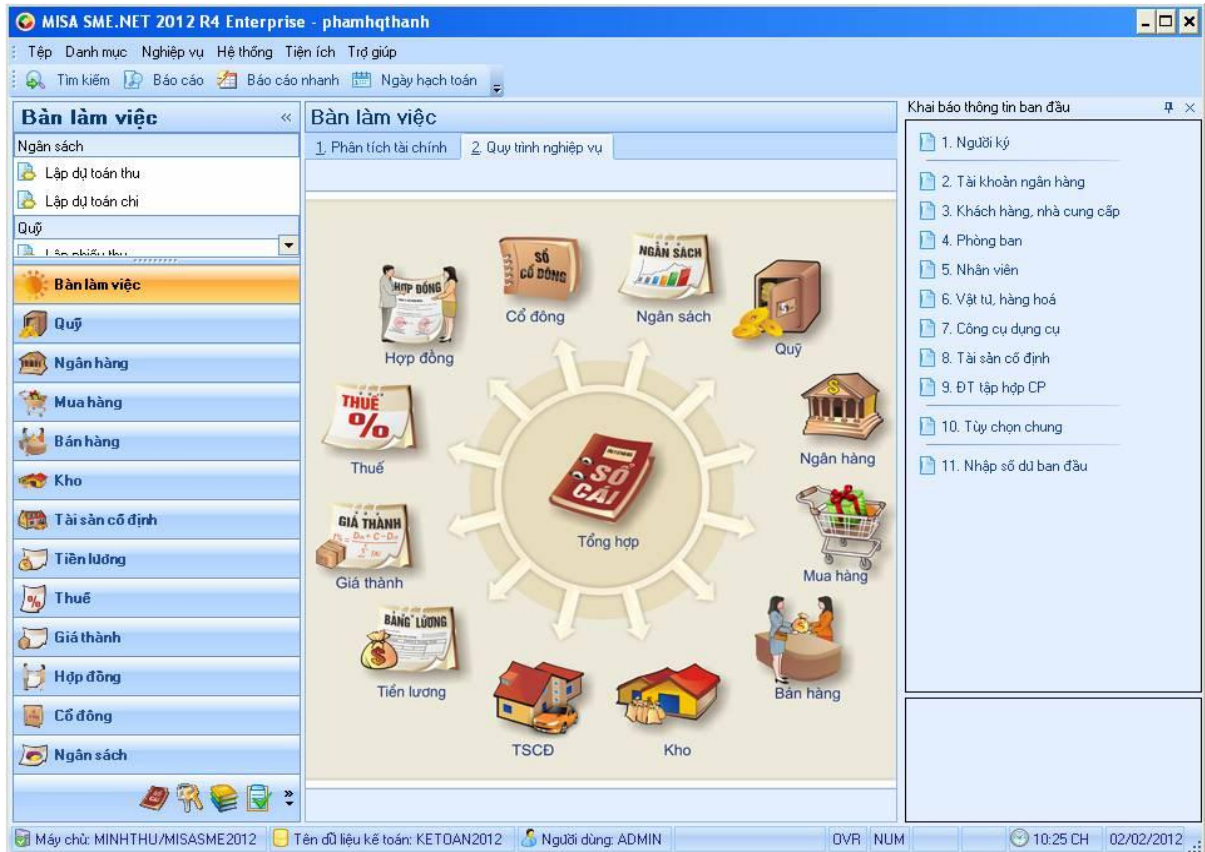 MISA SME.NET 2012 R4 Enterprise - phamhqthanh
Tệp Danh mục Nghiệp vụ Hệ thống Tiện ích Trợ giúp
Tìm kiếm Báo cáo Báo cáo nhanh Ngày hạch toán
Bàn làm việc «
Ngân sách
Lập dự toán thu
Lập dự toán chi
Quỹ
Lập phiếu thu
Bàn làm việc
Quỹ
Ngân hàng
Mua hàng
Bán hàng
Kho
Tài sản cố định
Tiền lương
Thuế
Giá thành
Hợp đồng
Cổ đông
Ngân sách
Bàn làm việc
1. Phân tích tài chính 2. Quy trình nghiệp vụ
HỢP ĐỒNG
Hợp đồng
SỔ
CỔ ĐÔNG
Cổ đông
NGÂN SÁCH
Ngân sách
Quỹ
THUẾ
%
Thuế
Ngân hàng
SỔ
CÁI
Tổng hợp
GIÁ THÀNH
Giá thành
Mua hàng
BẢNG LƯƠNG
Tiền lương
TSCĐ
Kho
Bán hàng
Khai báo thông tin ban đầu
1. Người ký
2. Tài khoản ngân hàng
3. Khách hàng, nhà cung cấp
4. Phòng ban
5. Nhân viên
6. Vật tư, hàng hoá
7. Công cụ dụng cụ
8. Tài sản cố định
9. ĐT tập hợp CP
10. Tùy chọn chung
11. Nhập số dư ban đầu
Máy chủ: MINHTHU/MISASME2012 Tên dữ liệu kế toán: KETOAN2012 Người dùng: ADMIN OVR NUM 10:25 CH 02/02/2012